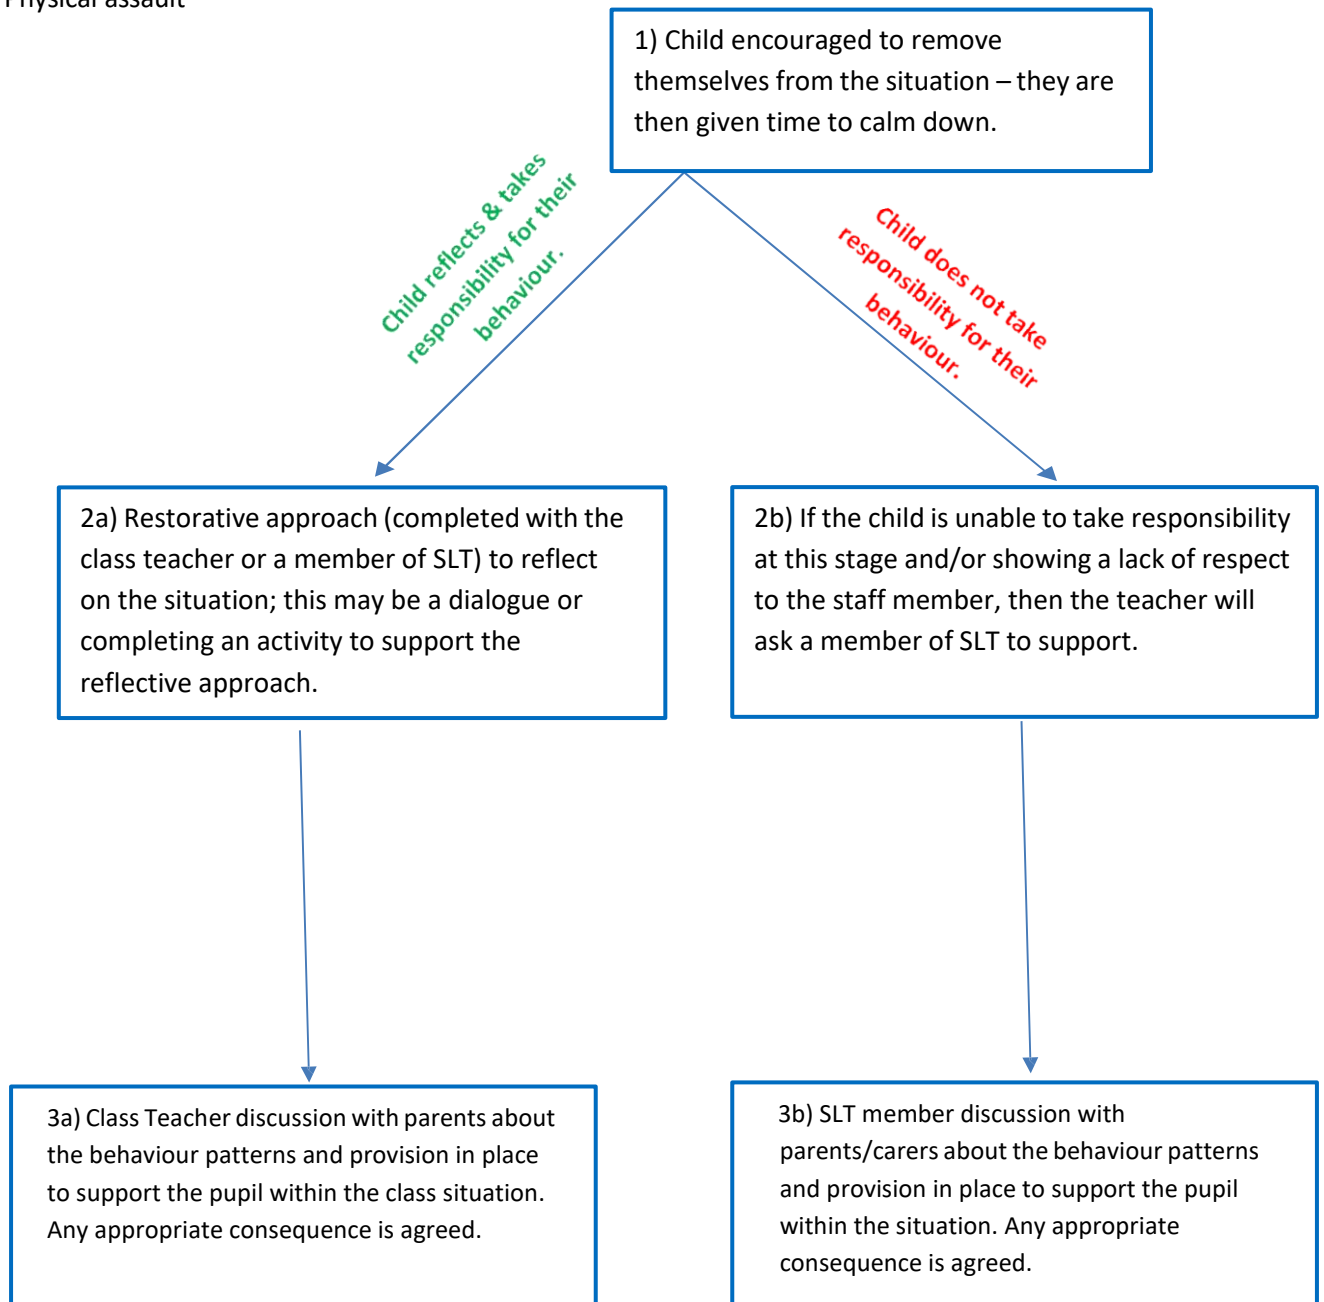 Physical assault
1) Child encouraged to remove
themselves from the situation – they are
then given time to calm down.
Child reflects & takes
responsibility for their
behaviour.
Child does not take
responsibility for their
behaviour.
2a) Restorative approach (completed with the
class teacher or a member of SLT) to reflect
on the situation; this may be a dialogue or
completing an activity to support the
reflective approach.
2b) If the child is unable to take responsibility
at this stage and/or showing a lack of respect
to the staff member, then the teacher will
ask a member of SLT to support.
3a) Class Teacher discussion with parents about
the behaviour patterns and provision in place
to support the pupil within the class situation.
Any appropriate consequence is agreed.
3b) SLT member discussion with
parents/carers about the behaviour patterns
and provision in place to support the pupil
within the situation. Any appropriate
consequence is agreed.